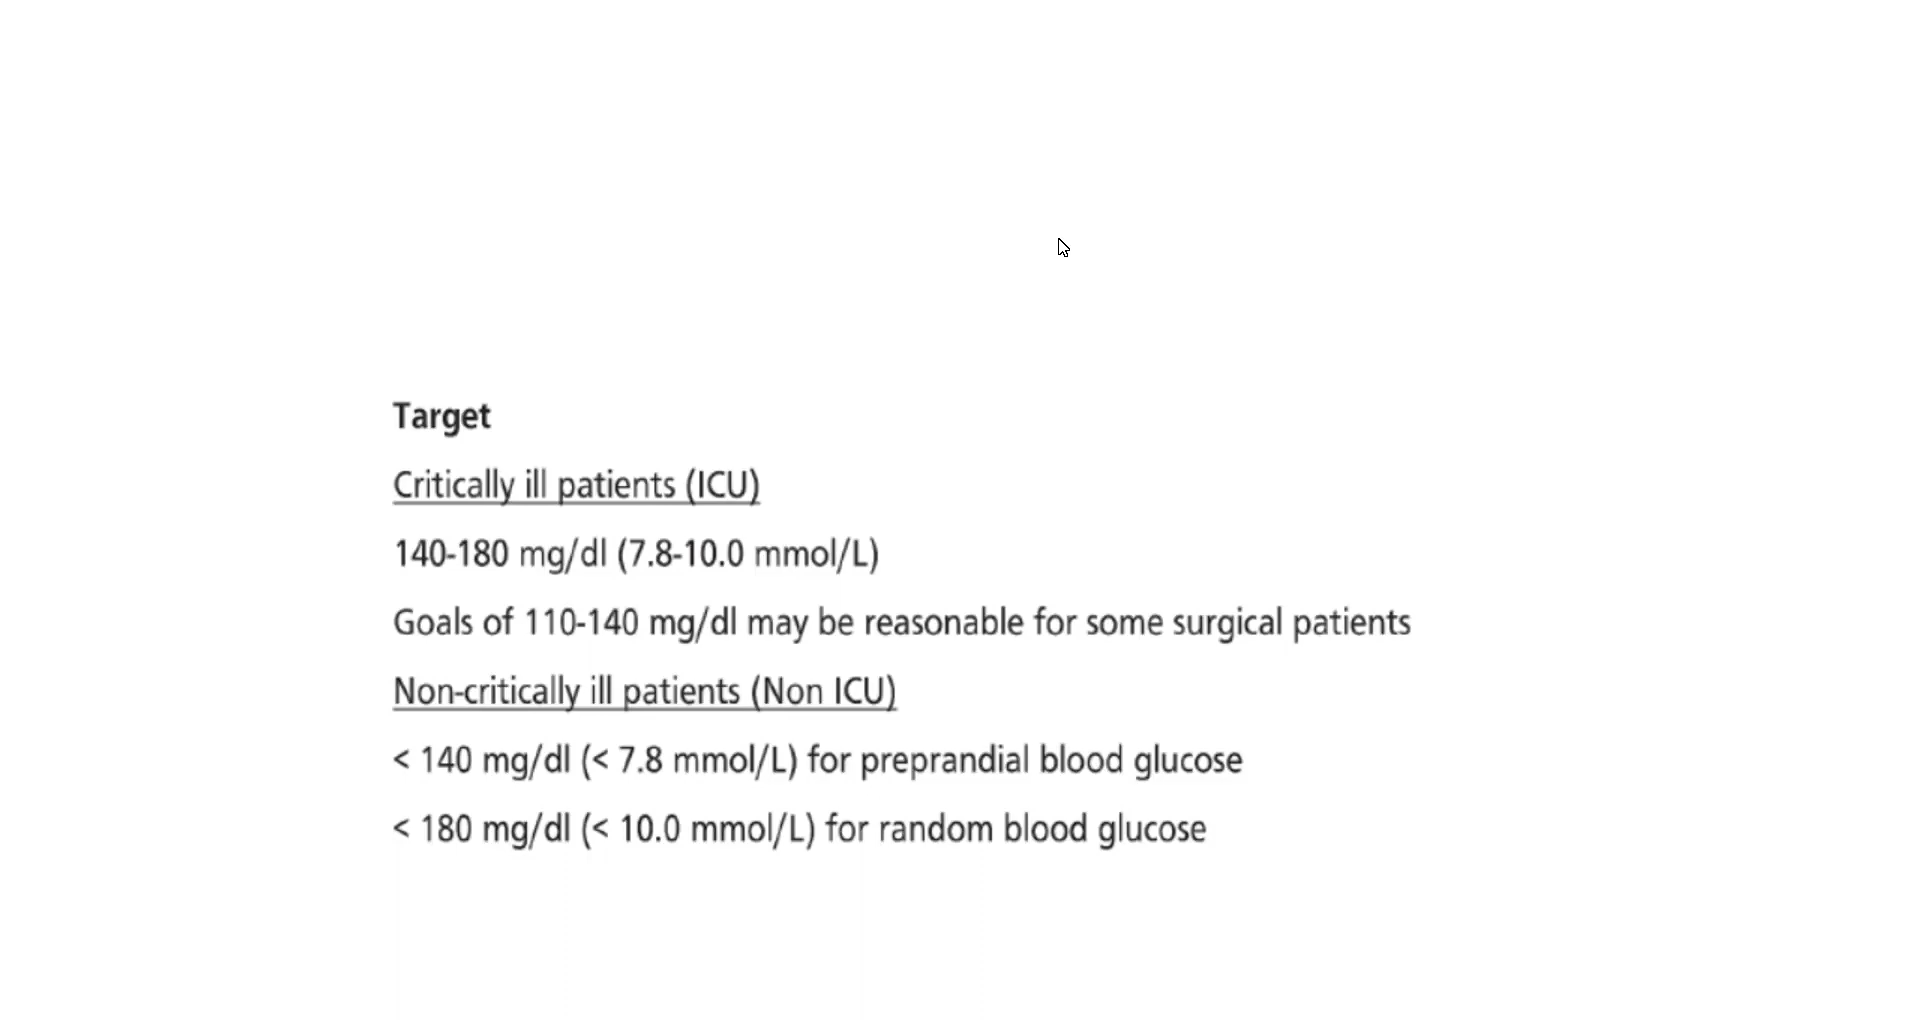 Target
Critically ill patients (ICU)
140-180 mg/dl (7.8-10.0 mmol/L)
Goals of 110-140 mg/dl may be reasonable for some surgical patients
Non-critically ill patients (Non ICU)
< 140 mg/dl (< 7.8 mmol/L) for preprandial blood glucose
< 180 mg/dl (< 10.0 mmol/L) for random blood glucose